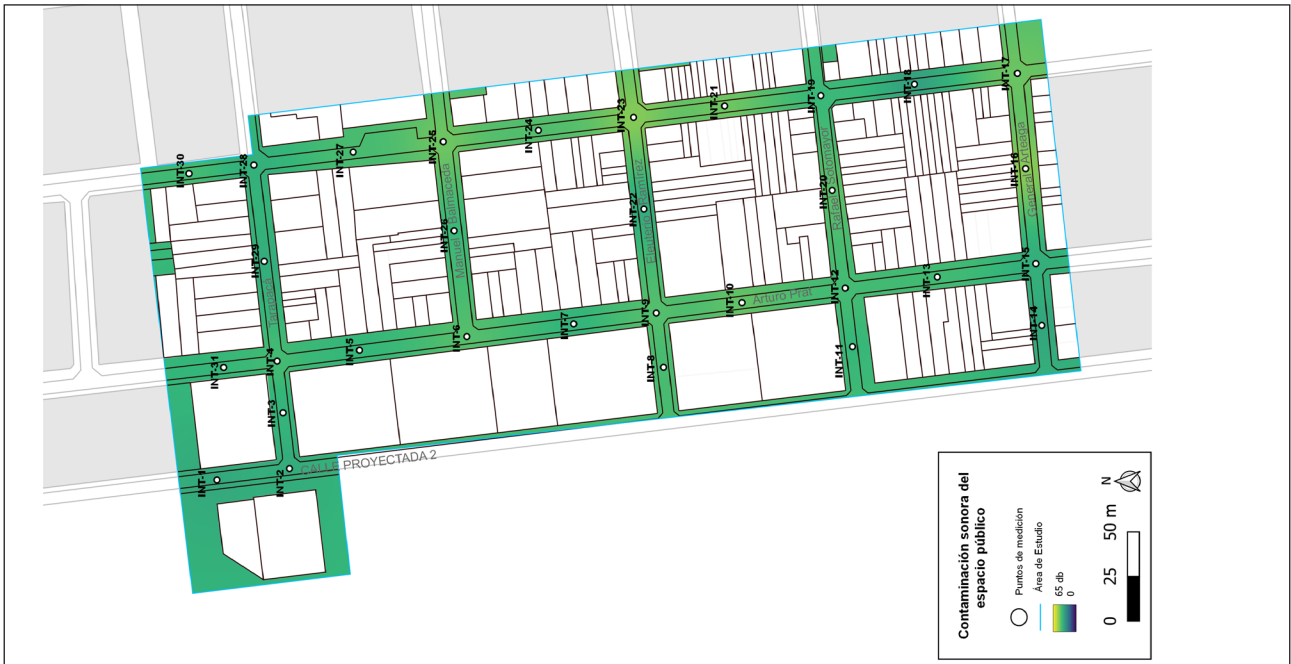 INT-30
INT-28
INT-27
INT-25
INT-24
INT-23
INT-21
INT-19
INT-18
INT-17
INT-29
INT-26
INT-22
INT-20
INT-16
Tarapacá
Manuel Balmaceda
Eleuterio Ramírez
Rafael Sotomayor
General Arteaga
INT-31
INT-4
INT-5
INT-6
INT-7
INT-9
INT-10
Arturo Prat
INT-12
INT-13
INT-15
INT-3
INT-8
INT-11
INT-14
INT-1
INT-2
CALLE PROYECTADA 2
Contaminación sonora del
espacio público
Puntos de medición
Área de Estudio
65 db
0
0 25 50 m
N